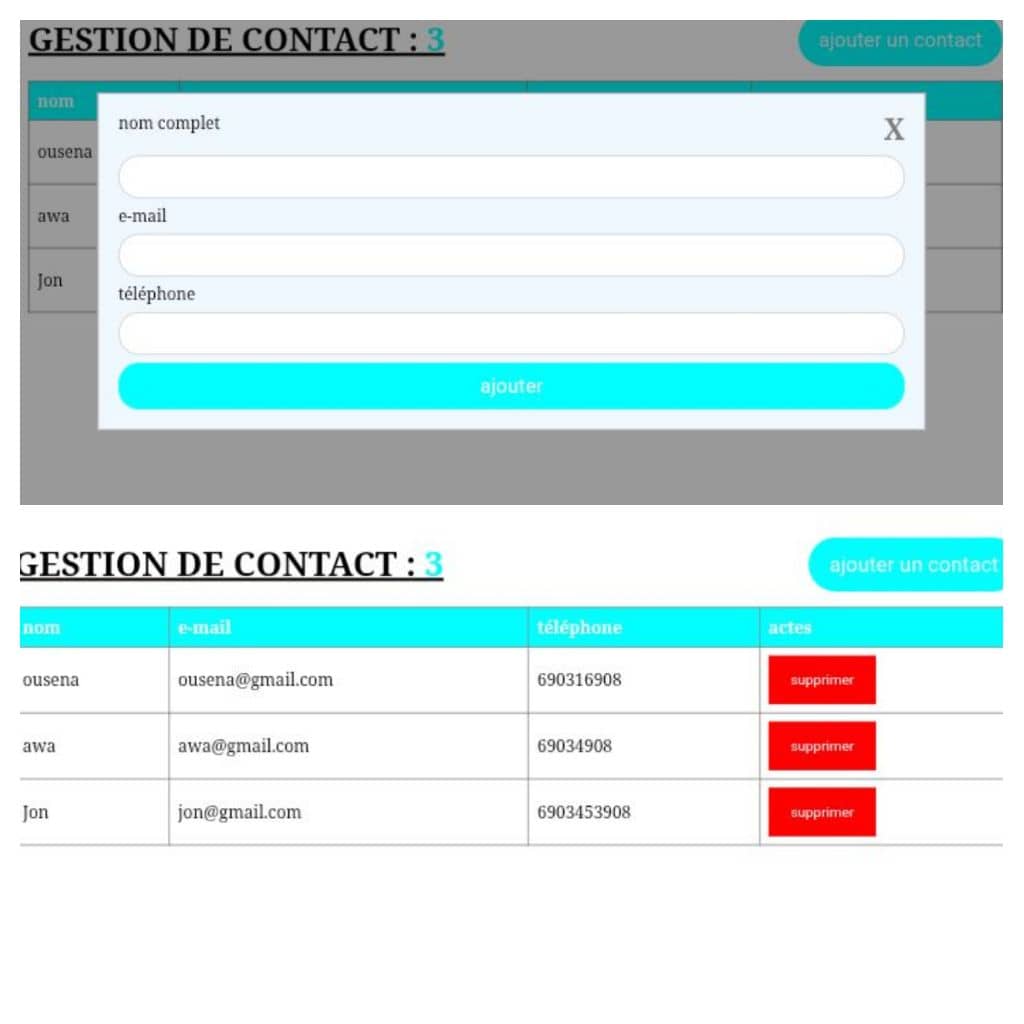 GESTION DE CONTACT : 3 ajouter un contact
nom
nom complet X
ousena
e-mail
awa
téléphone
Jon
ajouter
GESTION DE CONTACT : 3 ajouter un contact
nom e-mail téléphone actes
ousena ousena@gmail.com 690316908 supprimer
awa awa@gmail.com 69034908 supprimer
Jon jon@gmail.com 6903453908 supprimer